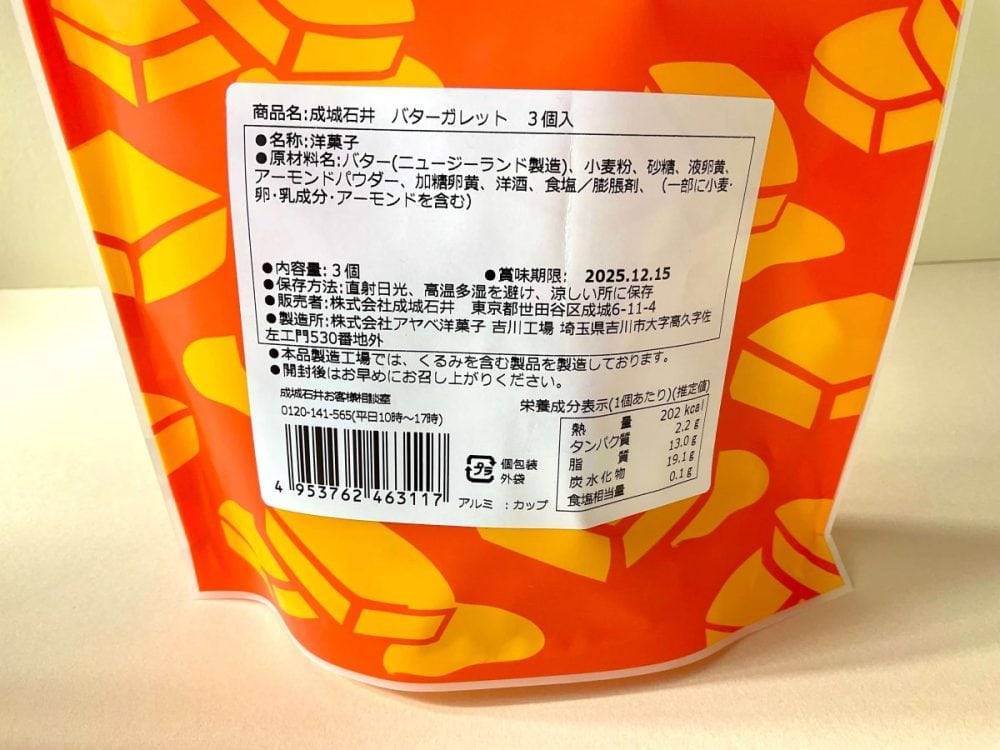 商品名:成城石井 バターガレット 3個入
●名称:洋菓子
●原材料名:バター(ニュージーランド製造)、小麦粉、砂糖、液卵黄、
アーモンドパウダー、加糖卵黄、洋酒、食塩／膨脹剤、(一部に小麦・
卵・乳成分・アーモンドを含む)
●内容量:3個 ●賞味期限: 2025.12.15
●保存方法:直射日光、高温多湿を避け、涼しい所に保存
●販売者:株式会社成城石井 東京都世田谷区成城6-11-4
●製造所:株式会社アヤベ洋菓子 吉川工場 埼玉県吉川市大字高久字佐
左エ門530番地外
●本品製造工場では、くるみを含む製品を製造しております。
●開封後はお早めにお召し上がりください。
成城石井お客様相談室
0120-141-565(平日10時～17時)
4 953762 463117
プラ
個包装
外袋
アルミ :カップ
栄養成分表示(1個あたり)(推定値)
熱量 202 kcal
タンパク質 2.2 g
脂質 13.0 g
炭水化物 19.1 g
食塩相当量 0.1 g